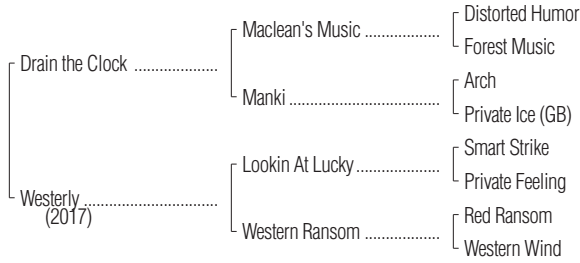 Distorted Humor
Maclean's Music ..................
Forest Music
Drain the Clock ....................
Arch
Manki ....................................
Private Ice (GB)
Smart Strike
Lookin At Lucky ....................
Private Feeling
Westerly ................................
(2017)
Red Ransom
Western Ransom ..................
Western Wind